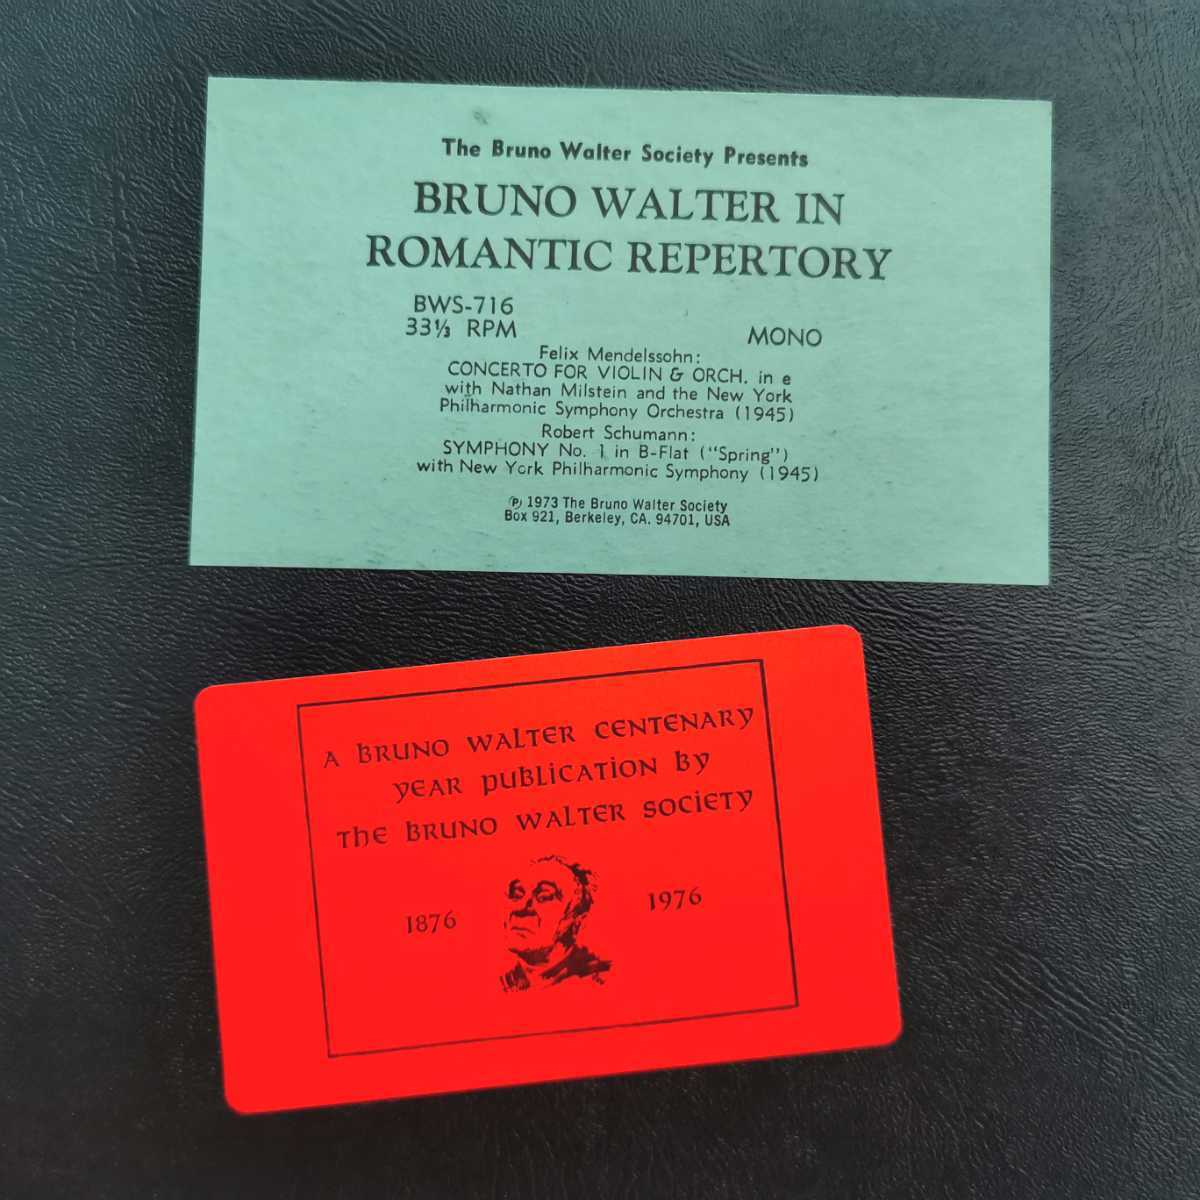 The Bruno Walter Society Presents
BRUNO WALTER IN
ROMANTIC REPERTORY
BWS-716
33⅓ RPM
MONO
Felix Mendelssohn:
CONCERTO FOR VIOLIN & ORCH. in e
with Nathan Milstein and the New York
Philharmonic Symphony Orchestra (1945)
Robert Schumann:
SYMPHONY No. 1 in B-Flat ("Spring")
with New York Philharmonic Symphony (1945)
℗ 1973 The Bruno Walter Society
Box 921, Berkeley, CA. 94701, USA
A BRUNO WALTER CENTENARY
YEAR PUBLICATION BY
THE BRUNO WALTER SOCIETY
1876
1976